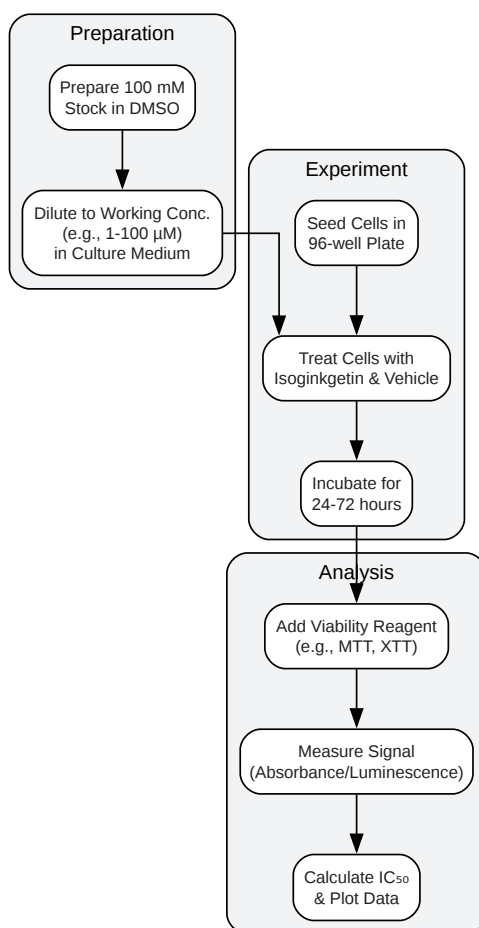 Preparation
Prepare 100 mM
Stock in DMSO
Dilute to Working Conc.
(e.g., 1-100 µM)
in Culture Medium
Experiment
Seed Cells in
96-well Plate
Treat Cells with
Isoginkgetin & Vehicle
Incubate for
24-72 hours
Analysis
Add Viability Reagent
(e.g., MTT, XTT)
Measure Signal
(Absorbance/Luminescence)
Calculate IC₅₀
& Plot Data